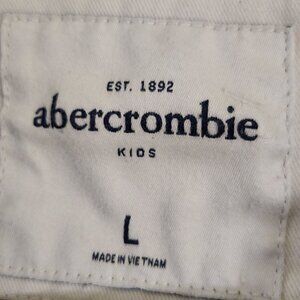 EST. 1892
abercrombie
KIDS
L
MADE IN VIETNAM